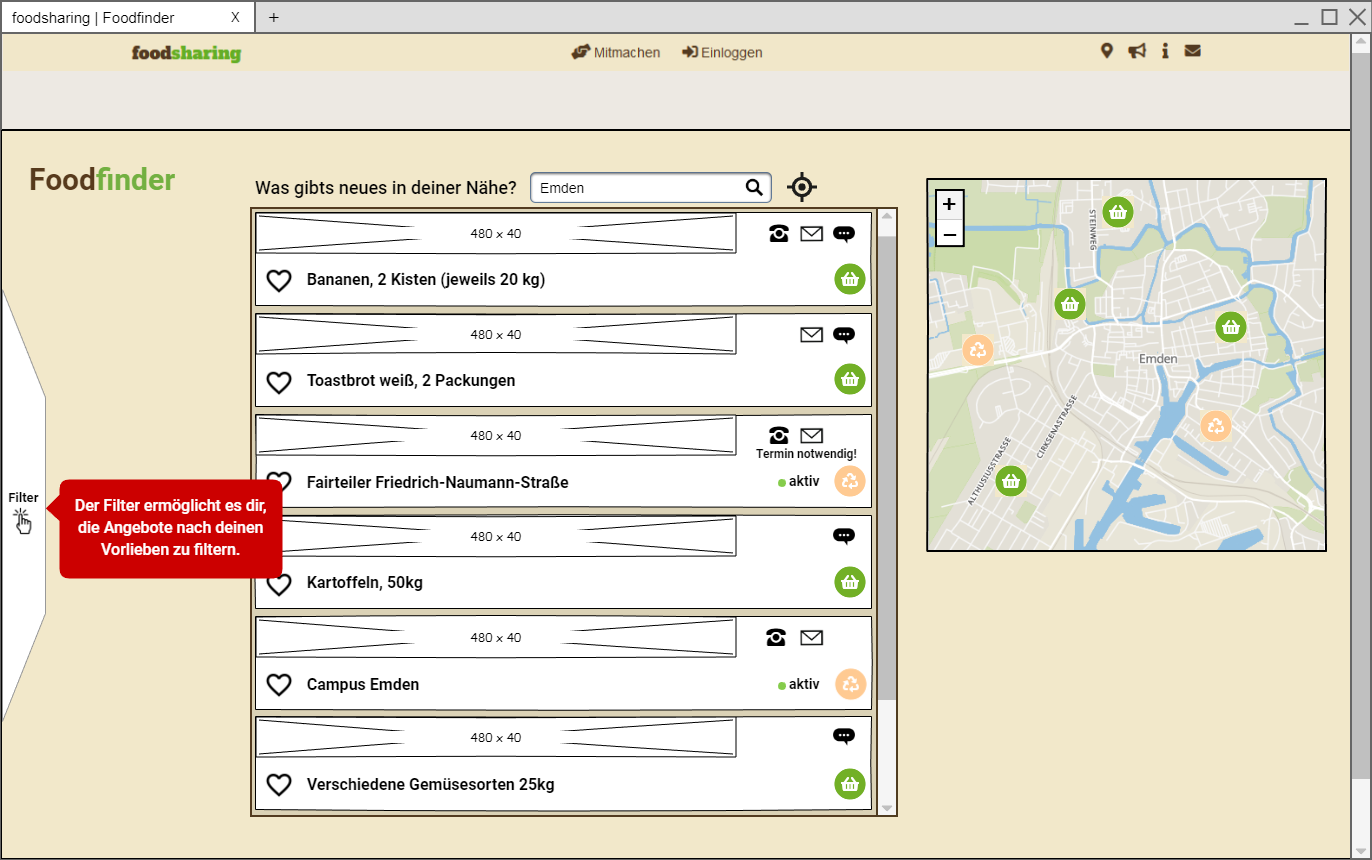 foodsharing | Foodfinder X +
foodsharing
Mitmachen Einloggen
Foodfinder
Was gibts neues in deiner Nähe? Emden
480 x 40
Bananen, 2 Kisten (jeweils 20 kg)
480 x 40
Toastbrot weiß, 2 Packungen
480 x 40
Termin notwendig!
Fairteiler Friedrich-Naumann-Straße
aktiv
480 x 40
Kartoffeln, 50kg
480 x 40
Campus Emden
aktiv
480 x 40
Verschiedene Gemüsesorten 25kg
Filter
Der Filter ermöglicht es dir,
die Angebote nach deinen
Vorlieben zu filtern.
+
−
STEINWEG
Emden
CIRKSENASTRASSE
ALTHUSIUSSTRASSE